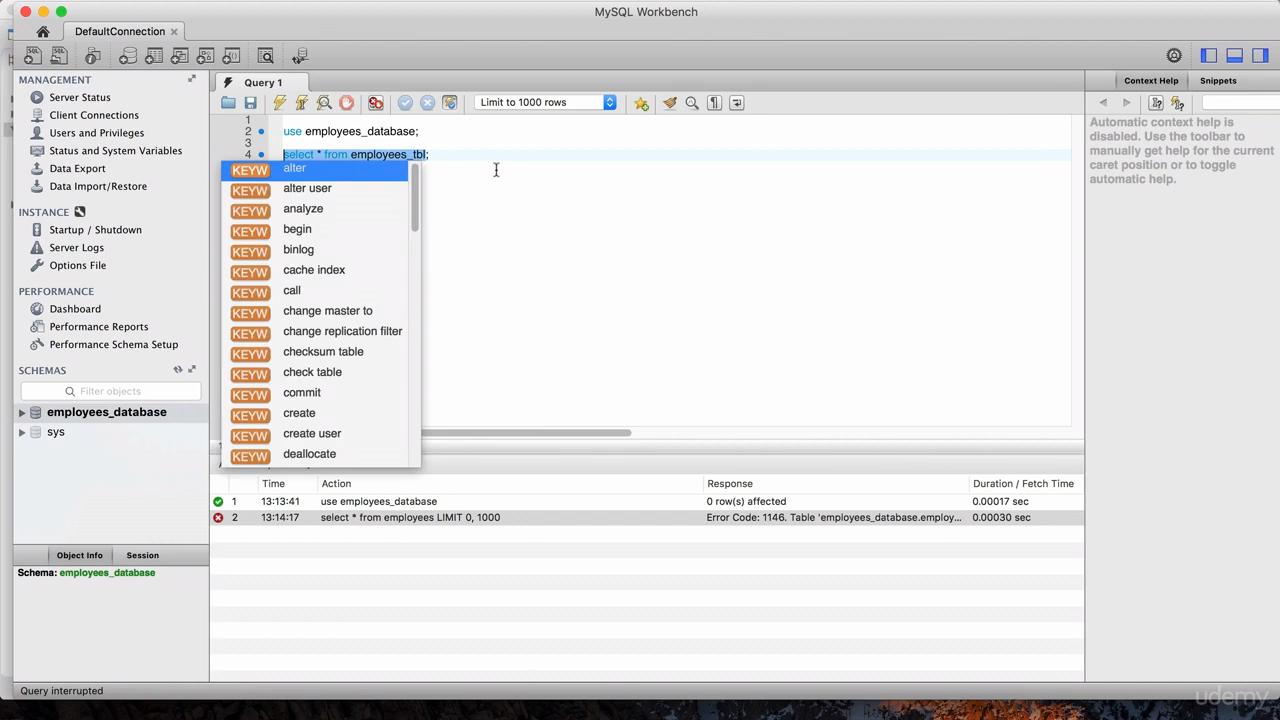 MySQL Workbench
DefaultConnection
MANAGEMENT
Server Status
Client Connections
Users and Privileges
Status and System Variables
Data Export
Data Import/Restore
INSTANCE
Startup / Shutdown
Server Logs
Options File
PERFORMANCE
Dashboard
Performance Reports
Performance Schema Setup
SCHEMAS
Filter objects
employees_database
sys
Object Info Session
Schema: employees_database
Query interrupted
Query 1
Limit to 1000 rows
1
2 use employees_database;
3
4 select * from employees_tbl;
KEYW alter
KEYW alter user
KEYW analyze
KEYW begin
KEYW binlog
KEYW cache index
KEYW call
KEYW change master to
KEYW change replication filter
KEYW checksum table
KEYW check table
KEYW commit
KEYW create
KEYW create user
KEYW deallocate
Time Action Response Duration / Fetch Time
1 13:13:41 use employees_database 0 row(s) affected 0.00017 sec
2 13:14:17 select * from employees LIMIT 0, 1000 Error Code: 1146. Table 'employees_database.employ... 0.00030 sec
Context Help Snippets
Automatic context help is
disabled. Use the toolbar to
manually get help for the current
caret position or to toggle
automatic help.
udemy